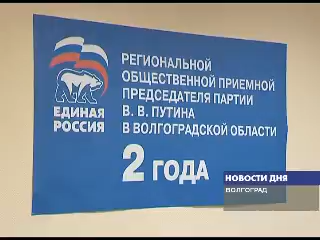 ЕДИНАЯ
РОССИЯ
РЕГИОНАЛЬНОЙ
ОБЩЕСТВЕННОЙ ПРИЕМНОЙ
ПРЕДСЕДАТЕЛЯ ПАРТИИ
В. В. ПУТИНА
В ВОЛГОГРАДСКОЙ ОБЛАСТИ
2 ГОДА
НОВОСТИ ДНЯ
ВОЛГОГРАД